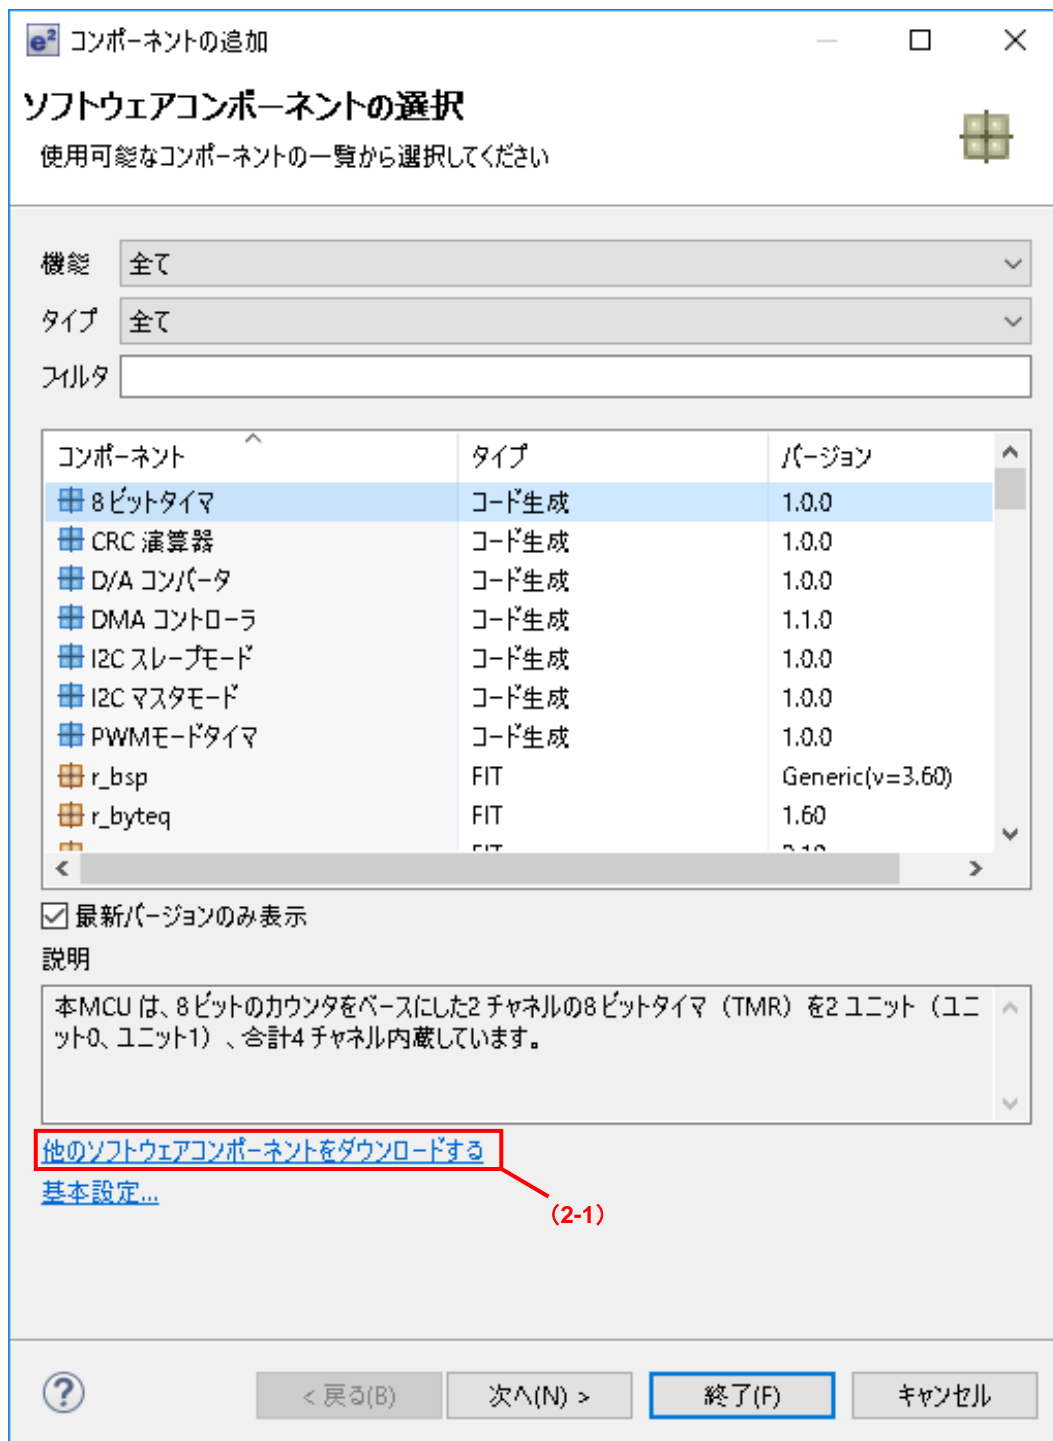 e² コンポーネントの追加
ソフトウェアコンポーネントの選択
使用可能なコンポーネントの一覧から選択してください
機能 全て
タイプ 全て
フィルタ
コンポーネント タイプ バージョン
8 ビットタイマ コード生成 1.0.0
CRC 演算器 コード生成 1.0.0
D/A コンバータ コード生成 1.0.0
DMA コントローラ コード生成 1.1.0
I2C スレーブモード コード生成 1.0.0
I2C マスタモード コード生成 1.0.0
PWMモードタイマ コード生成 1.0.0
r_bsp FIT Generic(v=3.60)
r_byteq FIT 1.60
最新バージョンのみ表示
説明
本MCU は、8 ビットのカウンタをベースにした2 チャネルの8 ビットタイマ（TMR）を2 ユニット（ユニ
ット0、ユニット1）、合計4 チャネル内蔵しています。
他のソフトウェアコンポーネントをダウンロードする
基本設定...
（2-1）
< 戻る(B) 次へ(N) > 終了(F) キャンセル